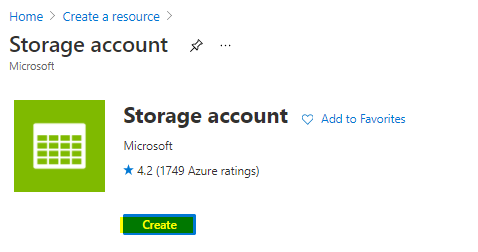 Home > Create a resource >
Storage account ...
Microsoft
Storage account Add to Favorites
Microsoft
4.2 (1749 Azure ratings)
Create